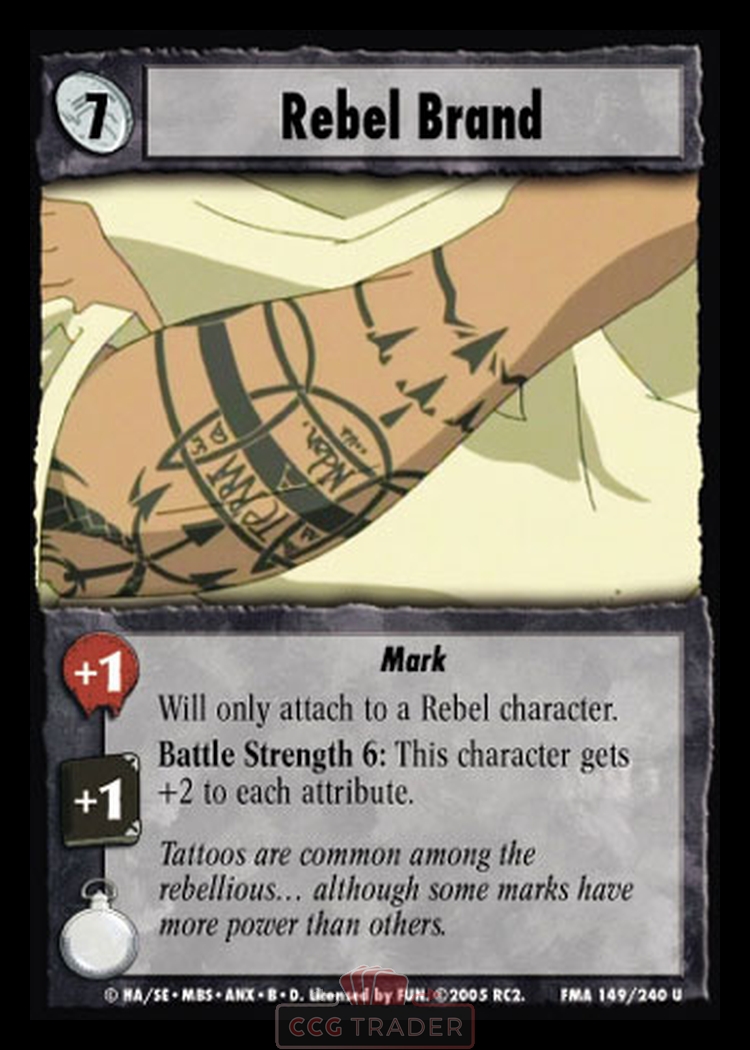 7
Rebel Brand
TERRA
+1
+1
Mark
Will only attach to a Rebel character.
Battle Strength 6: This character gets
+2 to each attribute.
Tattoos are common among the
rebellious... although some marks have
more power than others.
© HA/SE • MBS • ANX • B • D. Licensed by FUN. ©2005 RC2. FMA 149/240 U
CCG TRADER